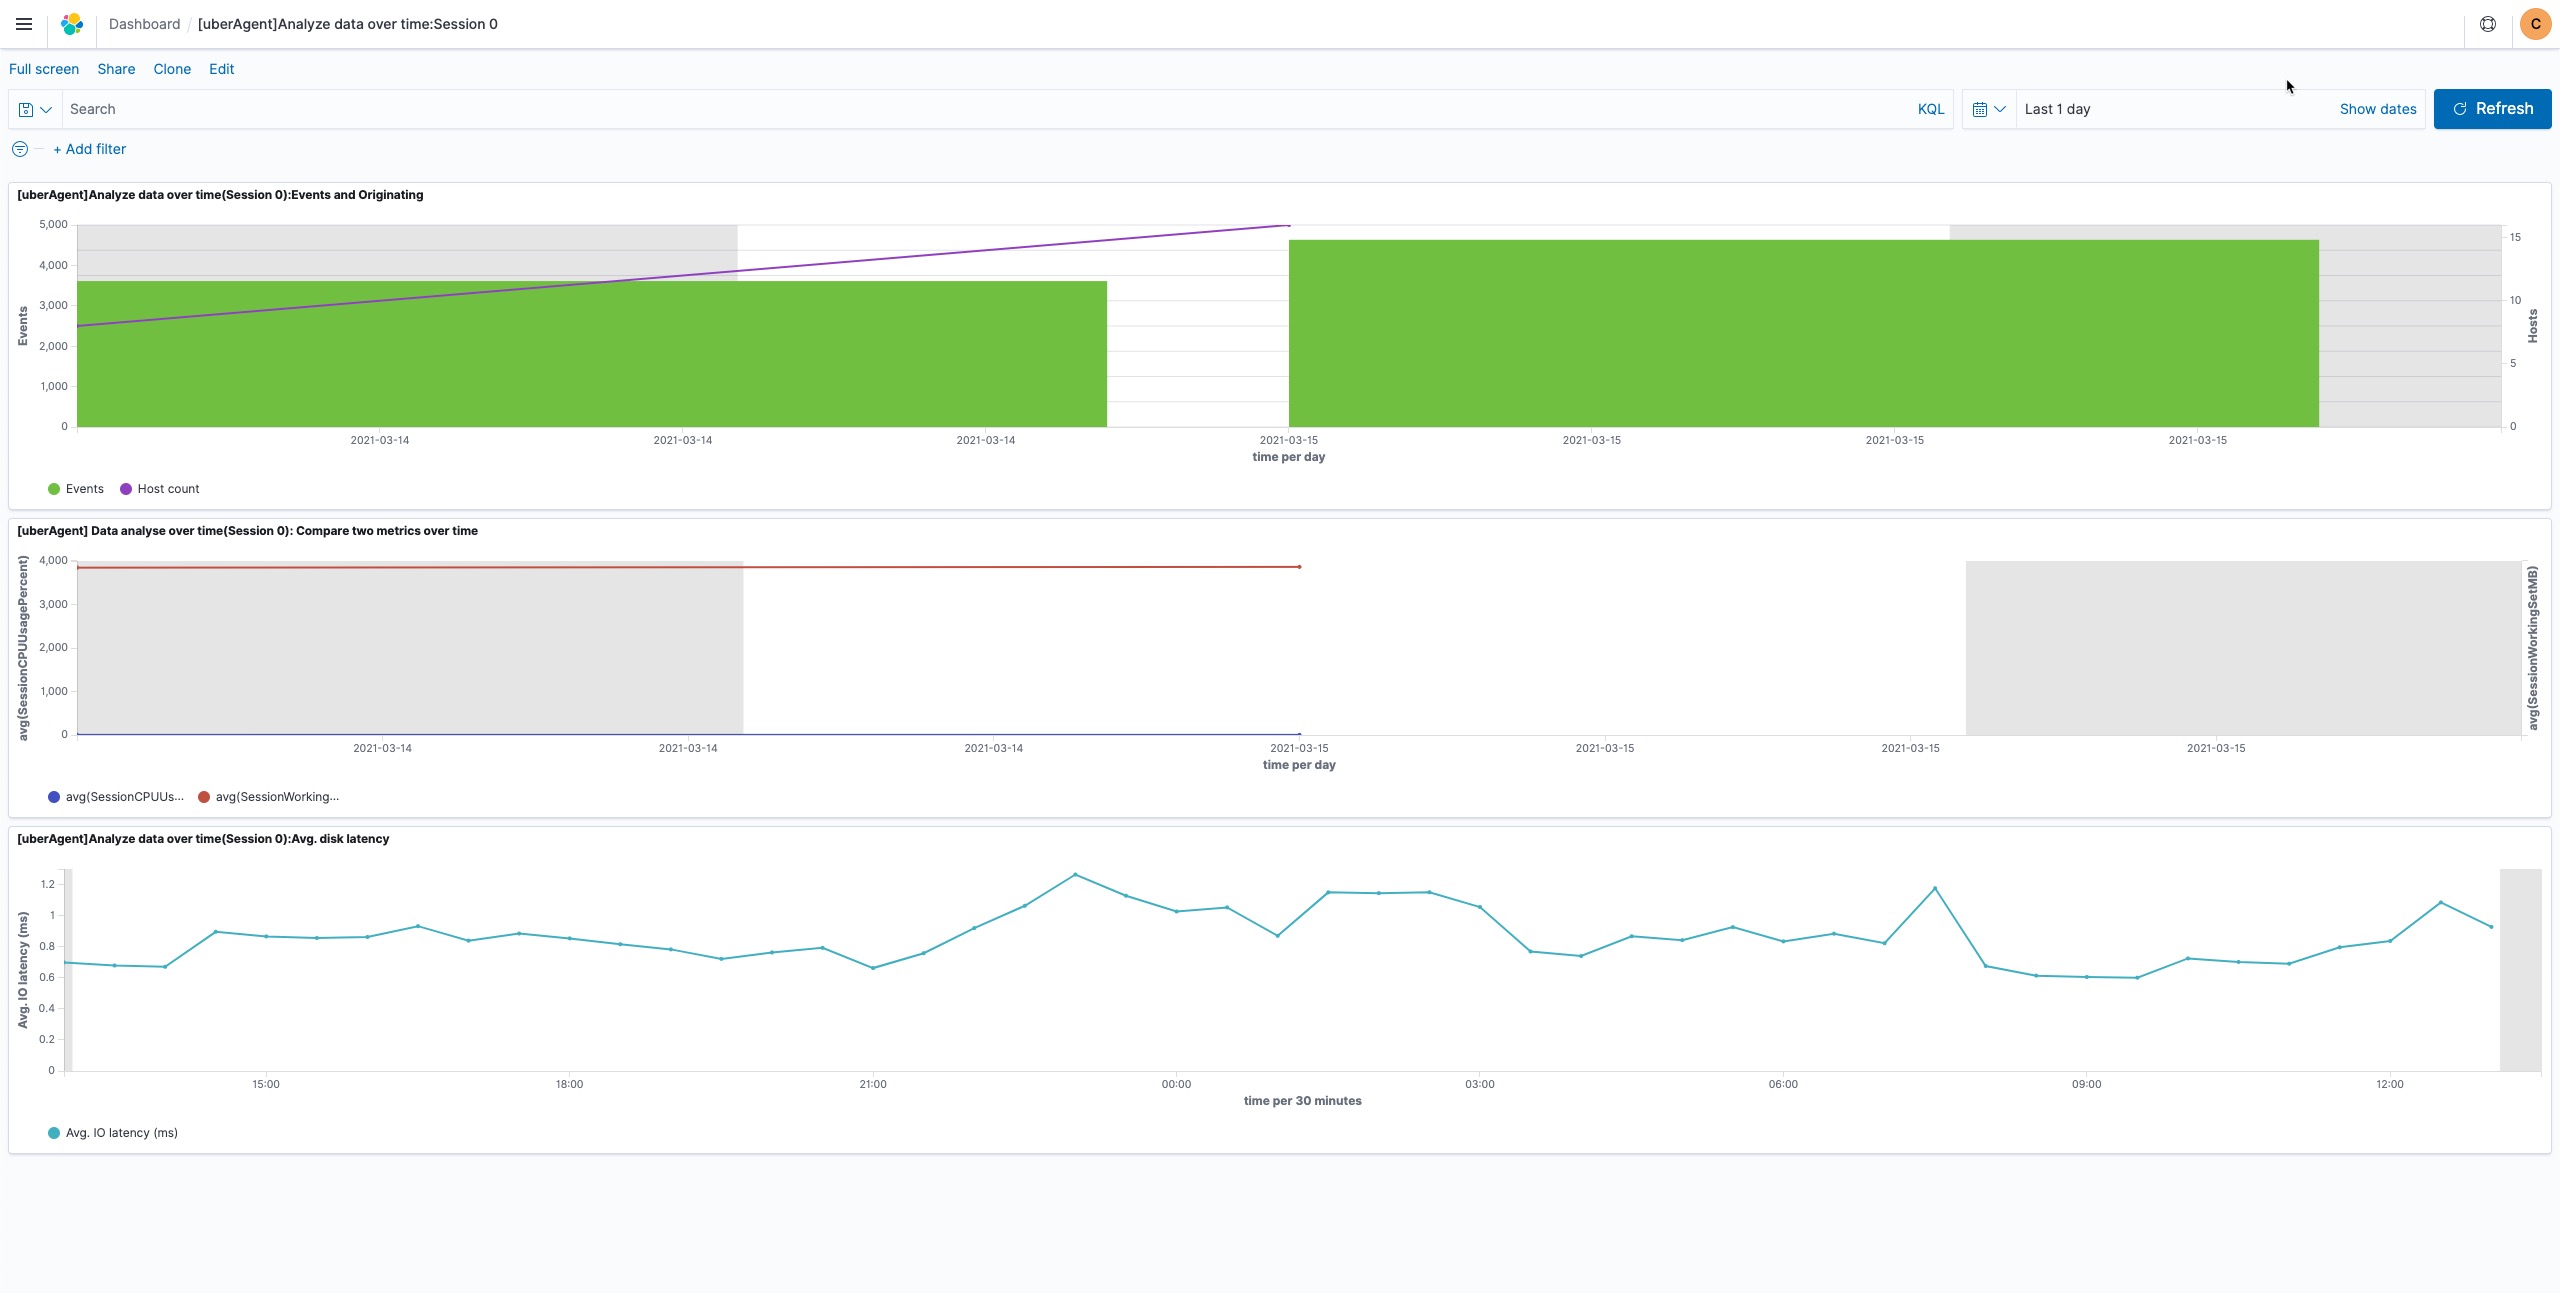 Dashboard / [uberAgent]Analyze data over time:Session 0
C
Full screen Share Clone Edit
Search KQL Last 1 day Show dates Refresh
+ Add filter
[uberAgent]Analyze data over time(Session 0):Events and Originating
Events
5,000
4,000
3,000
2,000
1,000
0
15
10
5
0
Hosts
2021-03-14 2021-03-14 2021-03-14 2021-03-15 2021-03-15 2021-03-15 2021-03-15
time per day
Events Host count
[uberAgent] Data analyse over time(Session 0): Compare two metrics over time
avg(SessionCPUUsagePercent)
4,000
3,000
2,000
1,000
0
avg(SessionWorkingSetMB)
2021-03-14 2021-03-14 2021-03-14 2021-03-15 2021-03-15 2021-03-15 2021-03-15
time per day
avg(SessionCPUUs... avg(SessionWorking...
[uberAgent]Analyze data over time(Session 0):Avg. disk latency
Avg. IO latency (ms)
1.2
1
0.8
0.6
0.4
0.2
0
15:00 18:00 21:00 00:00 03:00 06:00 09:00 12:00
time per 30 minutes
Avg. IO latency (ms)